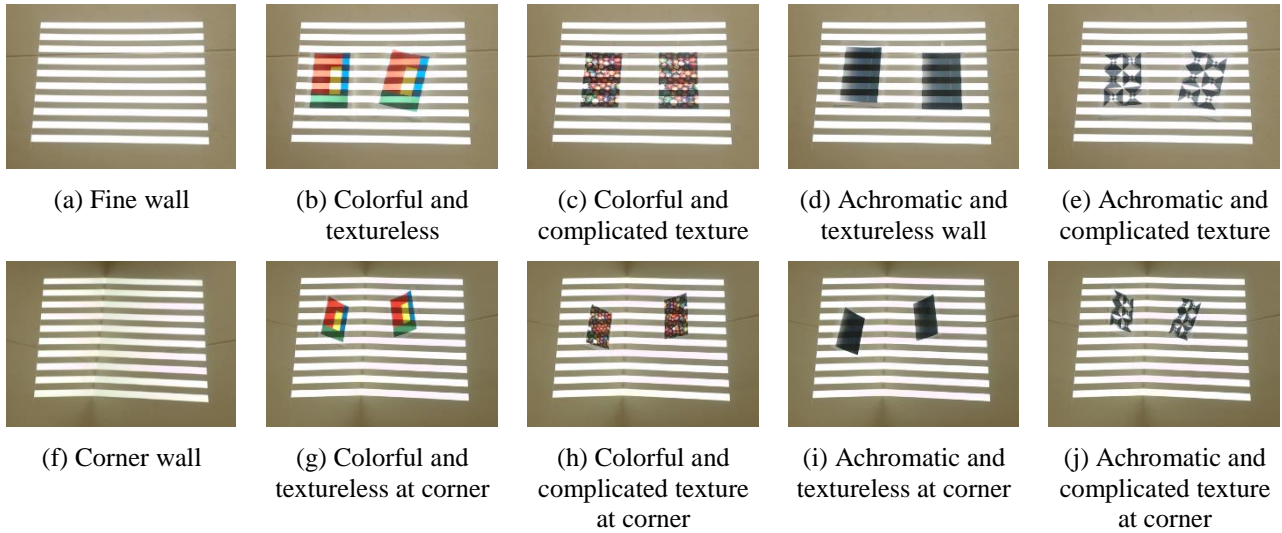 (a) Fine wall
(b) Colorful and
textureless
(c) Colorful and
complicated texture
(d) Achromatic and
textureless wall
(e) Achromatic and
complicated texture
(f) Corner wall
(g) Colorful and
textureless at corner
(h) Colorful and
complicated texture
at corner
(i) Achromatic and
textureless at corner
(j) Achromatic and
complicated texture
at corner